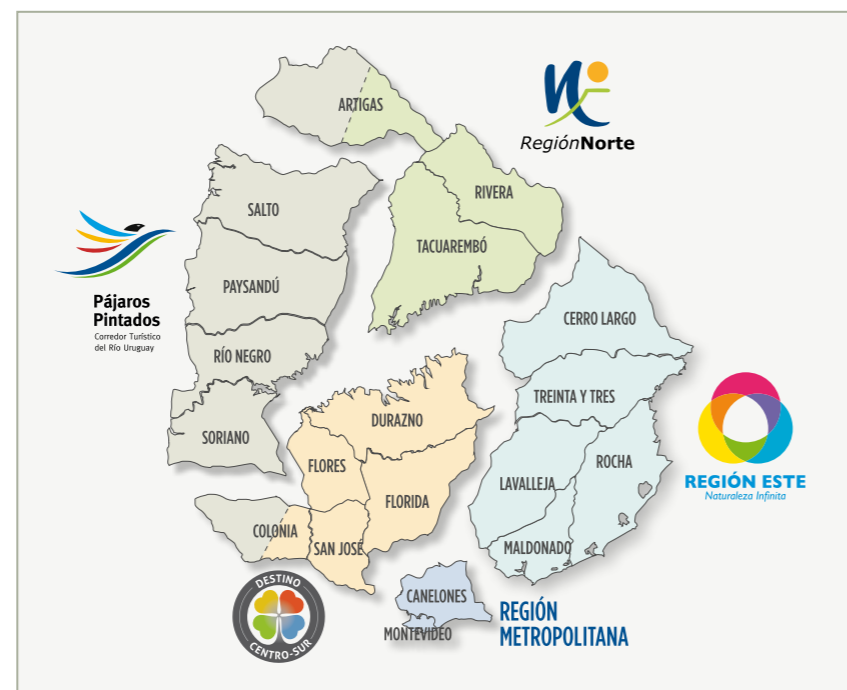 ARTIGAS
RegiónNorte
RIVERA
SALTO
TACUAREMBÓ
PAYSANDÚ
Pájaros
Pintados
Corredor Turístico
del Río Uruguay
CERRO LARGO
RÍO NEGRO
TREINTA Y TRES
DURAZNO
SORIANO
FLORES
ROCHA
LAVALLEJA
REGIÓN ESTE
Naturaleza Infinita
FLORIDA
COLONIA
SAN JOSÉ
MALDONADO
DESTINO
CENTRO-SUR
CANELONES
MONTEVIDEO
REGIÓN
METROPOLITANA